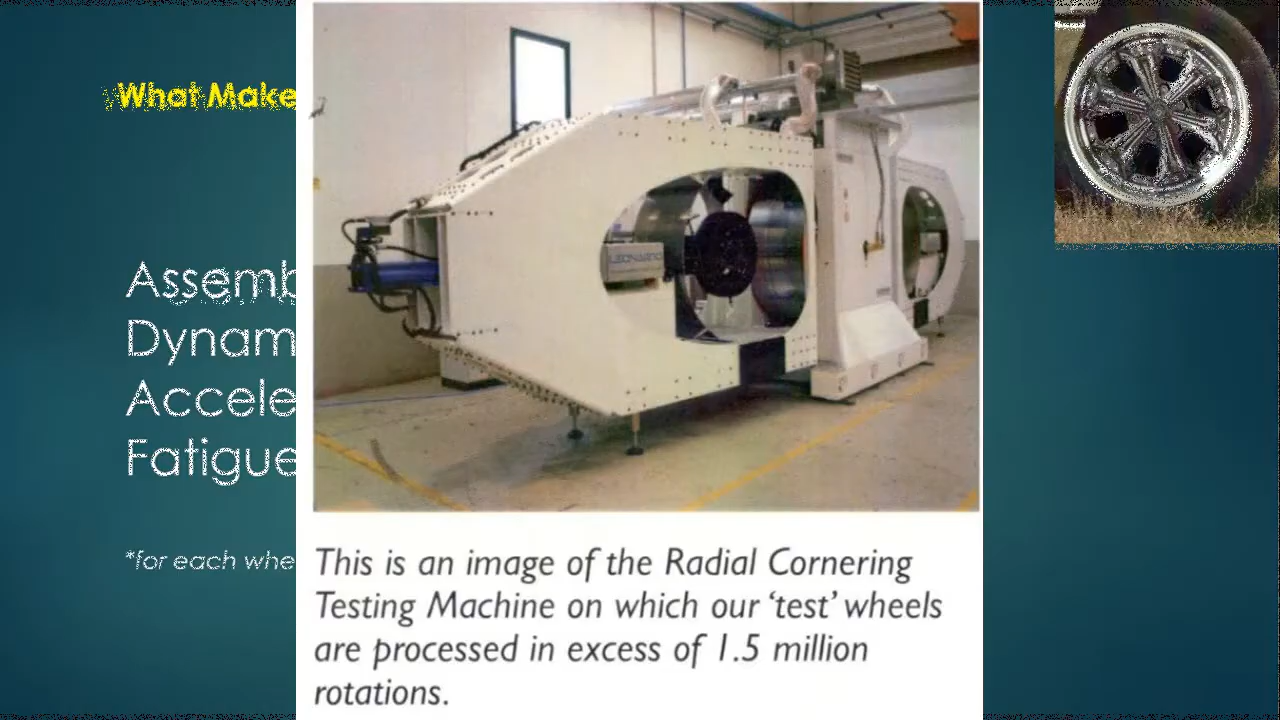 What Make
Assemb
Dynam
Accele
Fatigue
*for each whe
LEONARDO
This is an image of the Radial Cornering
Testing Machine on which our ‘test’ wheels
are processed in excess of 1.5 million
rotations.